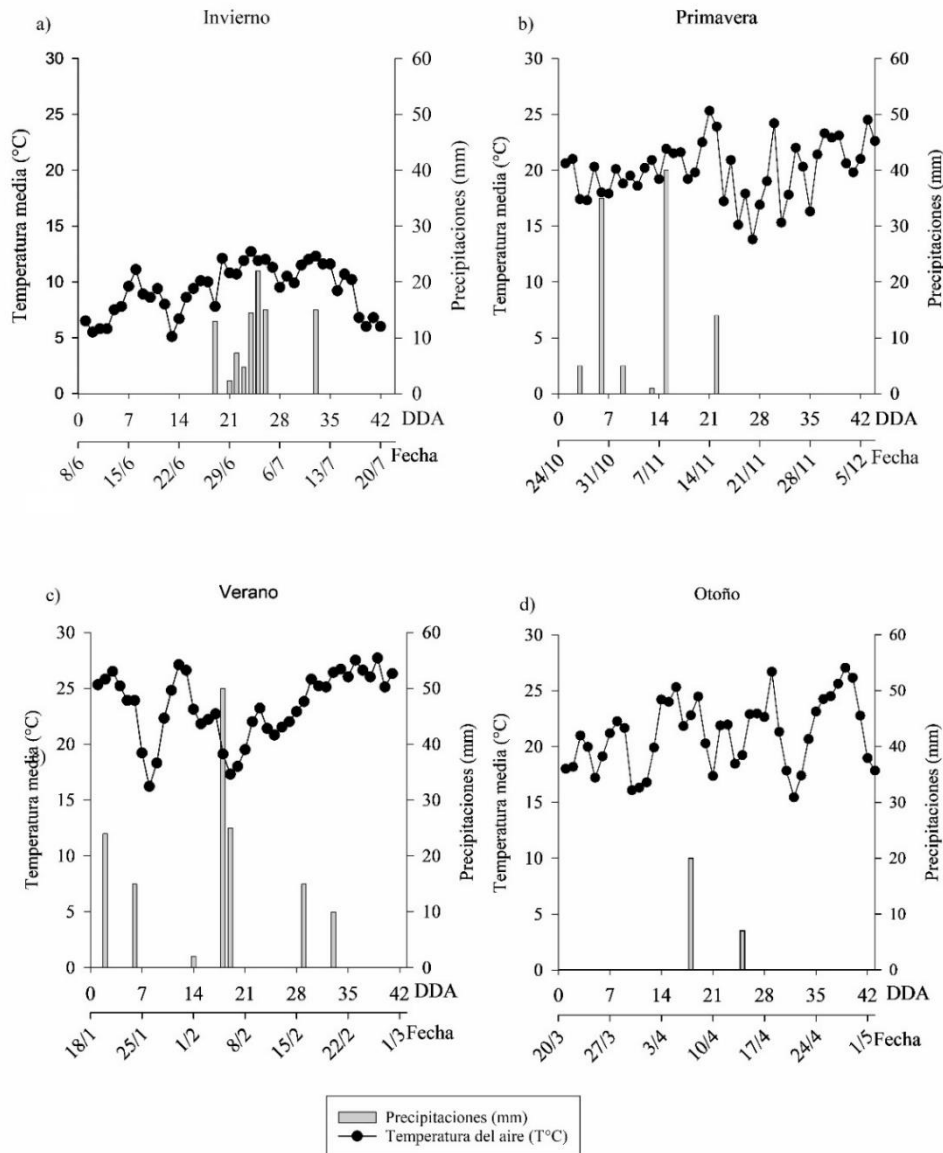 a)
Invierno
30
25
20
15
10
5
0
Temperatura media (°C)
60
50
40
30
20
10
0
Precipitaciones (mm)
0 7 14 21 28 35 42 DDA
8/6 15/6 22/6 29/6 6/7 13/7 20/7 Fecha
b)
Primavera
30
25
20
15
10
5
0
Temperatura media (°C)
60
50
40
30
20
10
0
Precipitaciones (mm)
0 7 14 21 28 35 42 DDA
24/10 31/10 7/11 14/11 21/11 28/11 5/12 Fecha
c)
Verano
30
25
20
15
10
5
0
Temperatura media (°C)
60
50
40
30
20
10
0
Precipitaciones (mm)
0 7 14 21 28 35 42 DDA
18/1 25/1 1/2 8/2 15/2 22/2 1/3 Fecha
d)
Otoño
30
25
20
15
10
5
0
Temperatura media (°C)
60
50
40
30
20
10
0
Precipitaciones (mm)
0 7 14 21 28 35 42 DDA
20/3 27/3 3/4 10/4 17/4 24/4 1/5 Fecha
Precipitaciones (mm)
Temperatura del aire (T°C)